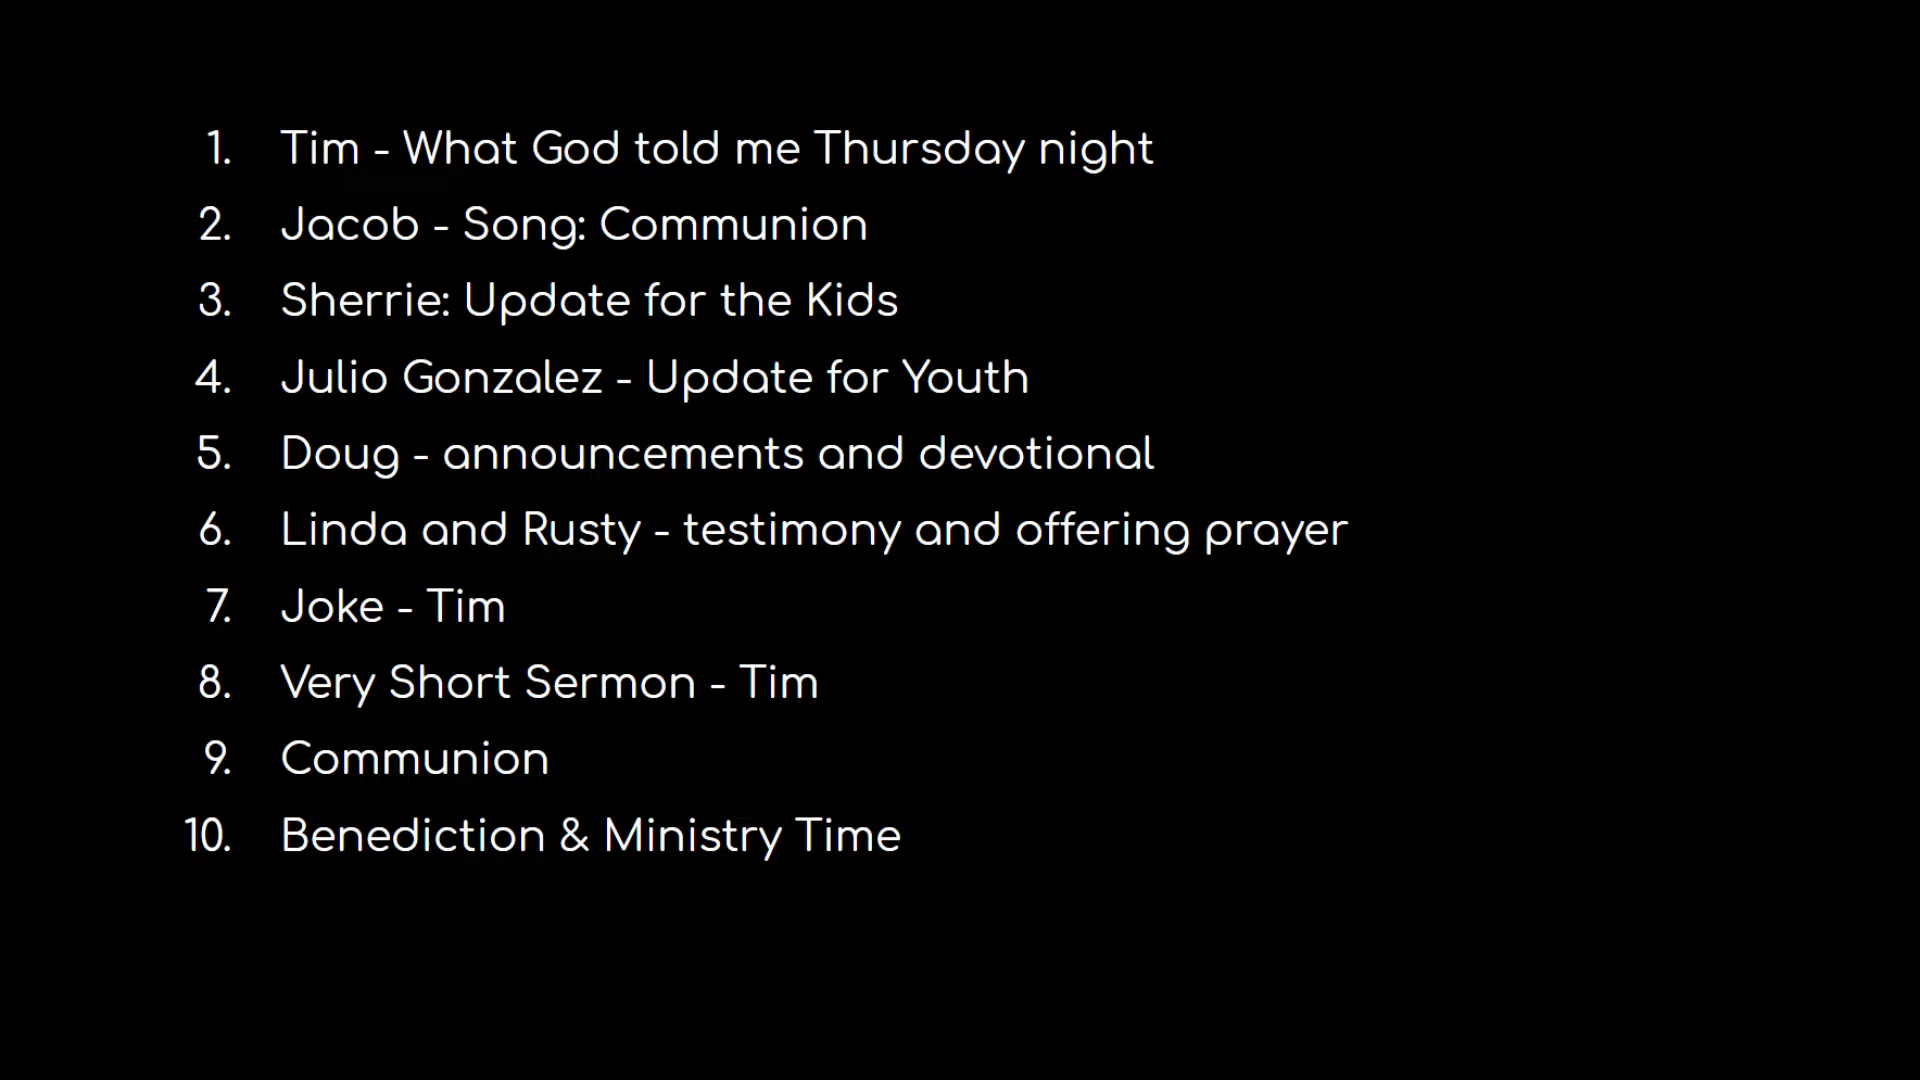 1. Tim - What God told me Thursday night
2. Jacob - Song: Communion
3. Sherrie: Update for the Kids
4. Julio Gonzalez - Update for Youth
5. Doug - announcements and devotional
6. Linda and Rusty - testimony and offering prayer
7. Joke - Tim
8. Very Short Sermon - Tim
9. Communion
10. Benediction & Ministry Time